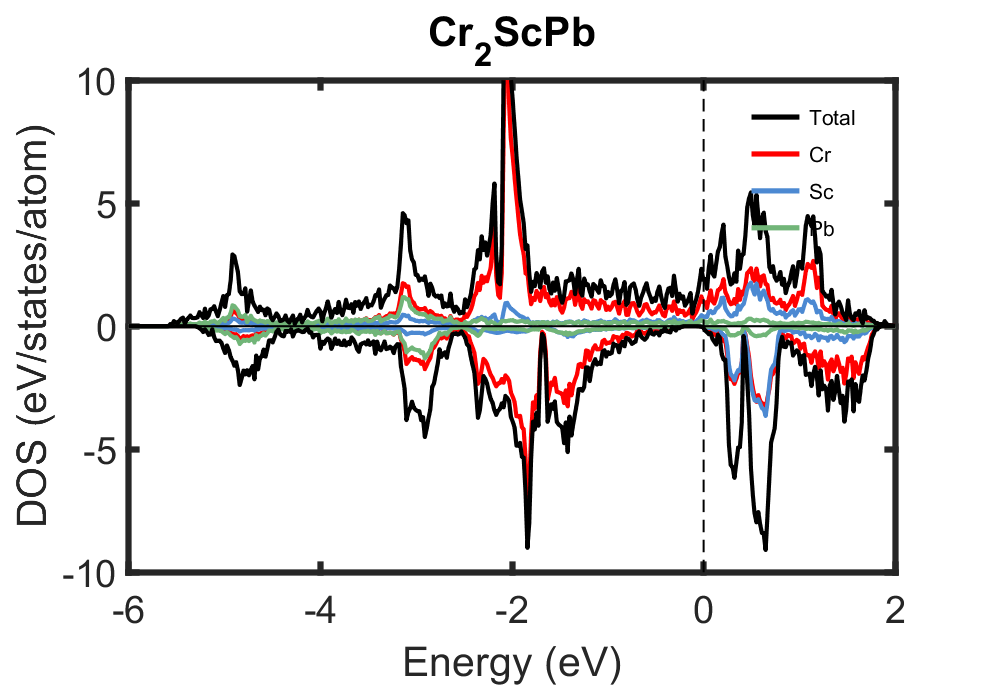 Cr2ScPb
10
5
0
-5
-10
DOS (eV/states/atom)
Total
Cr
Sc
Pb
-6 -4 -2 0 2
Energy (eV)